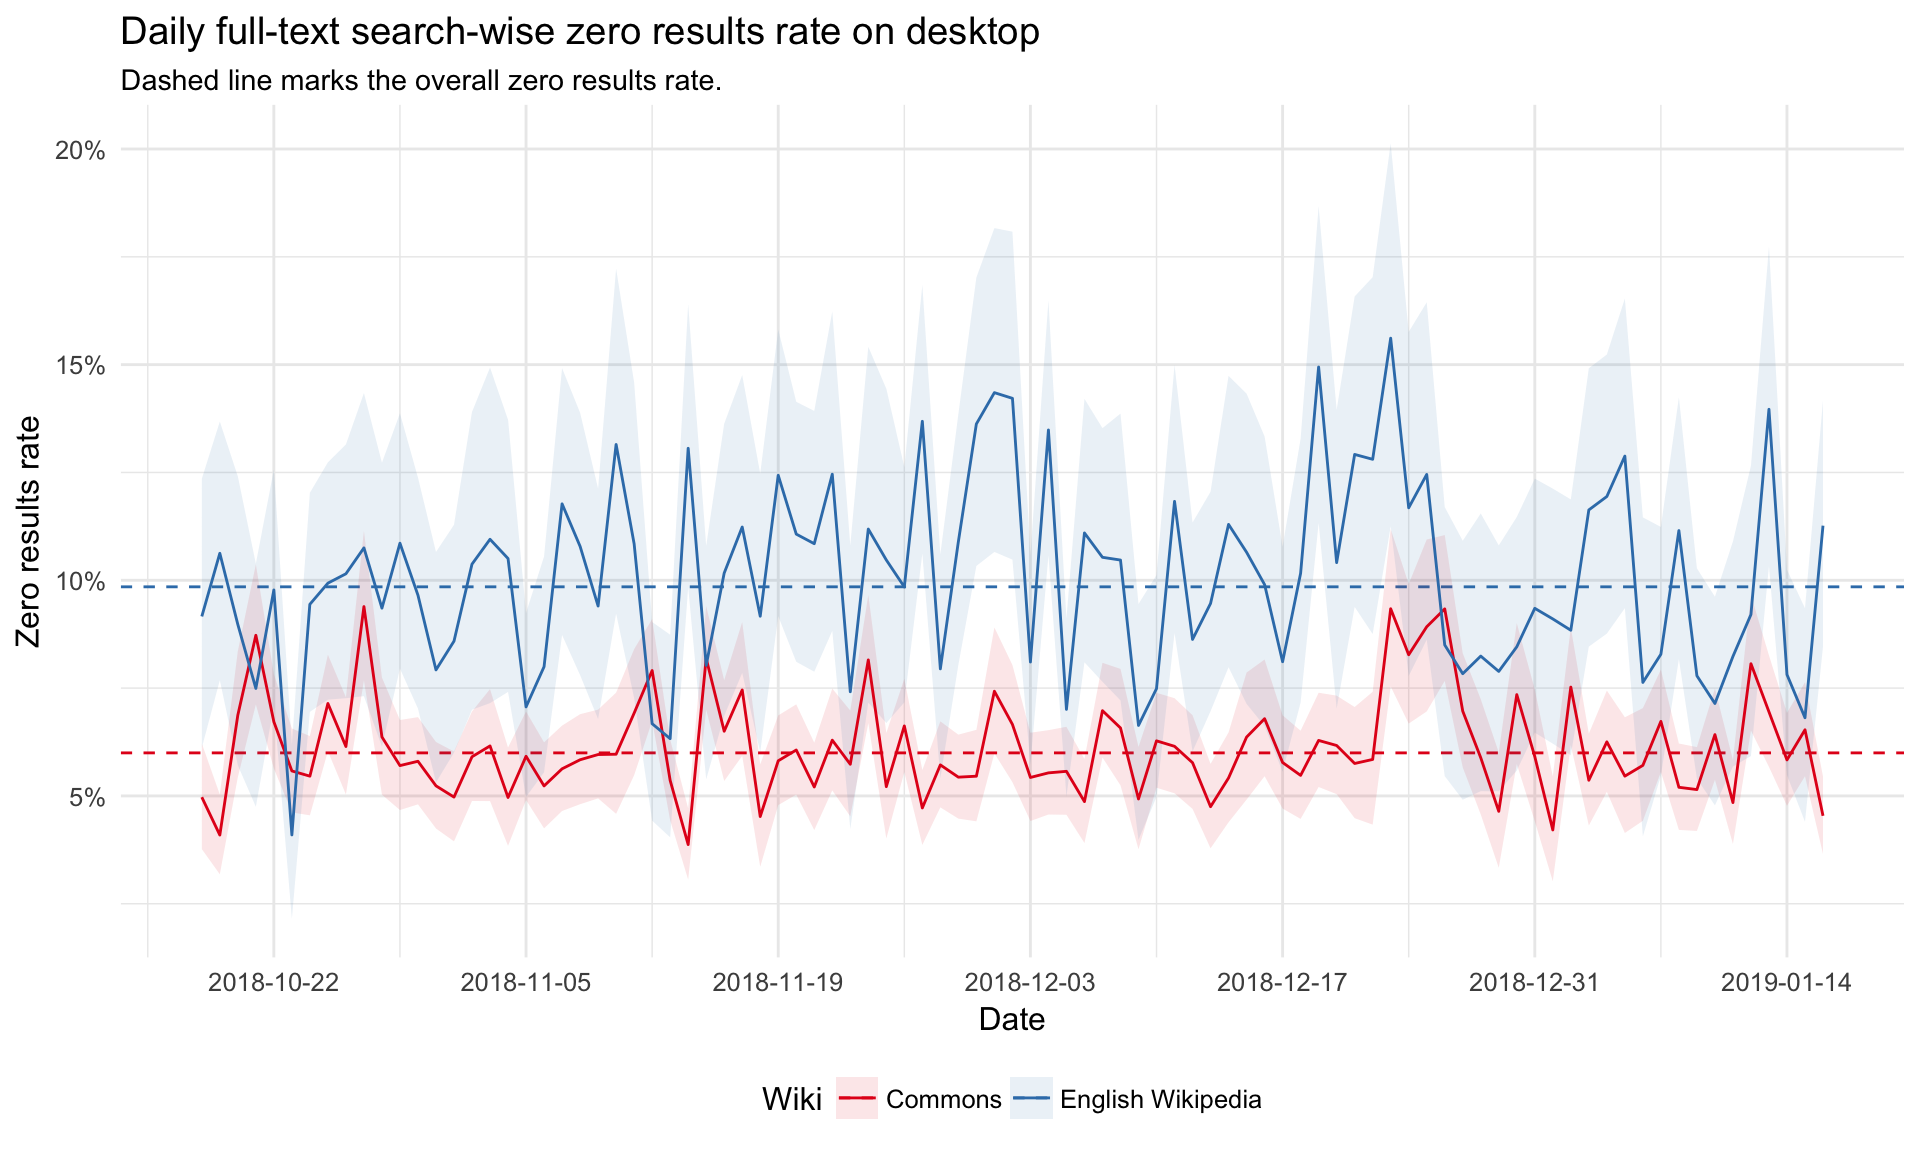 Daily full-text search-wise zero results rate on desktop
Dashed line marks the overall zero results rate.
20%
15%
10%
5%
Zero results rate
2018-10-22 2018-11-05 2018-11-19 2018-12-03 2018-12-17 2018-12-31 2019-01-14
Date
Wiki Commons English Wikipedia